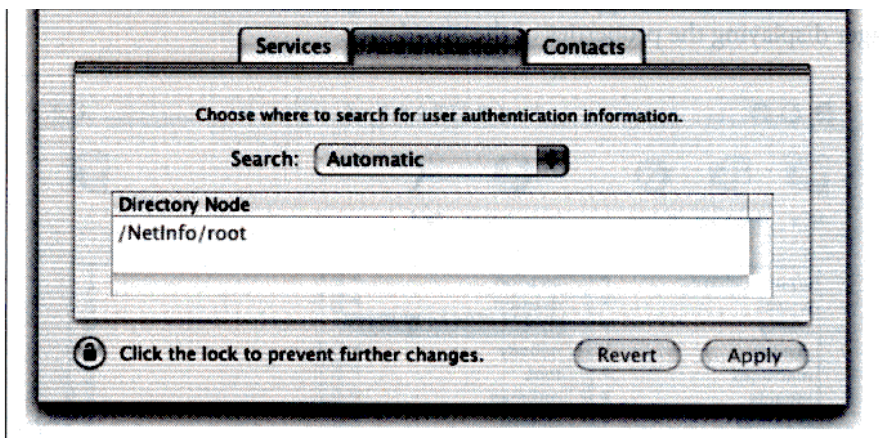 Services Authentication Contacts
Choose where to search for user authentication information.
Search: Automatic
Directory Node
/NetInfo/root
Click the lock to prevent further changes.
Revert Apply